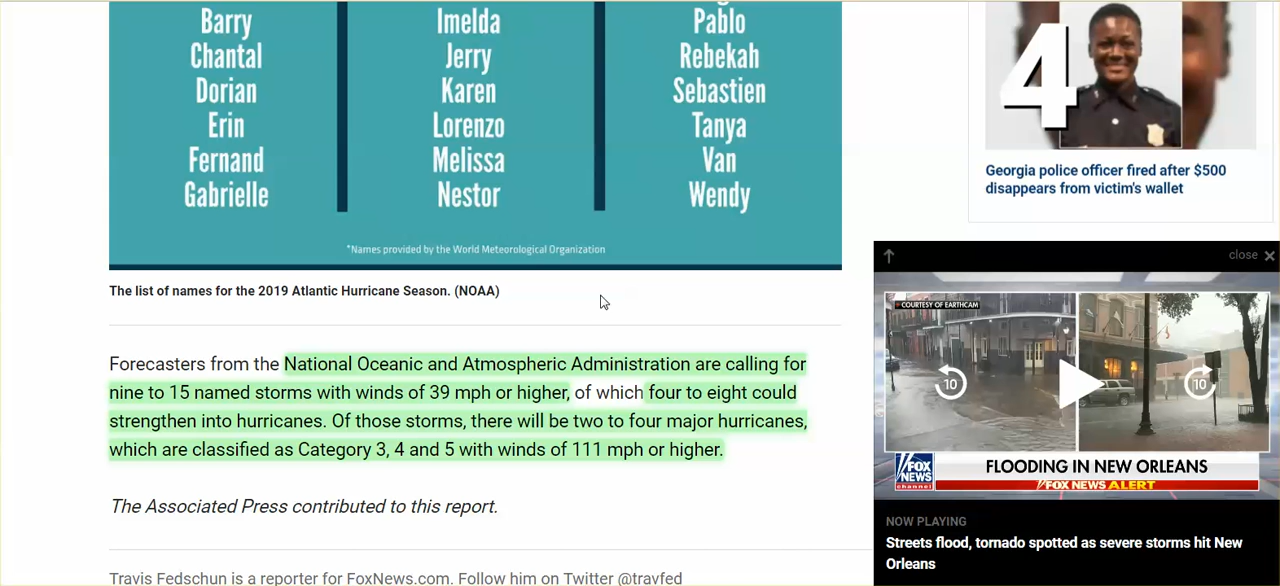 Barry
Chantal
Dorian
Erin
Fernand
Gabrielle
Imelda
Jerry
Karen
Lorenzo
Melissa
Nestor
Pablo
Rebekah
Sebastien
Tanya
Van
Wendy
*Names provided by the World Meteorological Organization
The list of names for the 2019 Atlantic Hurricane Season. (NOAA)
Forecasters from the National Oceanic and Atmospheric Administration are calling for
nine to 15 named storms with winds of 39 mph or higher, of which four to eight could
strengthen into hurricanes. Of those storms, there will be two to four major hurricanes,
which are classified as Category 3, 4 and 5 with winds of 111 mph or higher.
The Associated Press contributed to this report.
Travis Fedschun is a reporter for FoxNews.com. Follow him on Twitter @travfed
4
Georgia police officer fired after $500
disappears from victim's wallet
close
COURTESY OF EARTHCAM
10
10
FOX
NEWS
channel
FLOODING IN NEW ORLEANS
FOX NEWS ALERT
NOW PLAYING
Streets flood, tornado spotted as severe storms hit New
Orleans